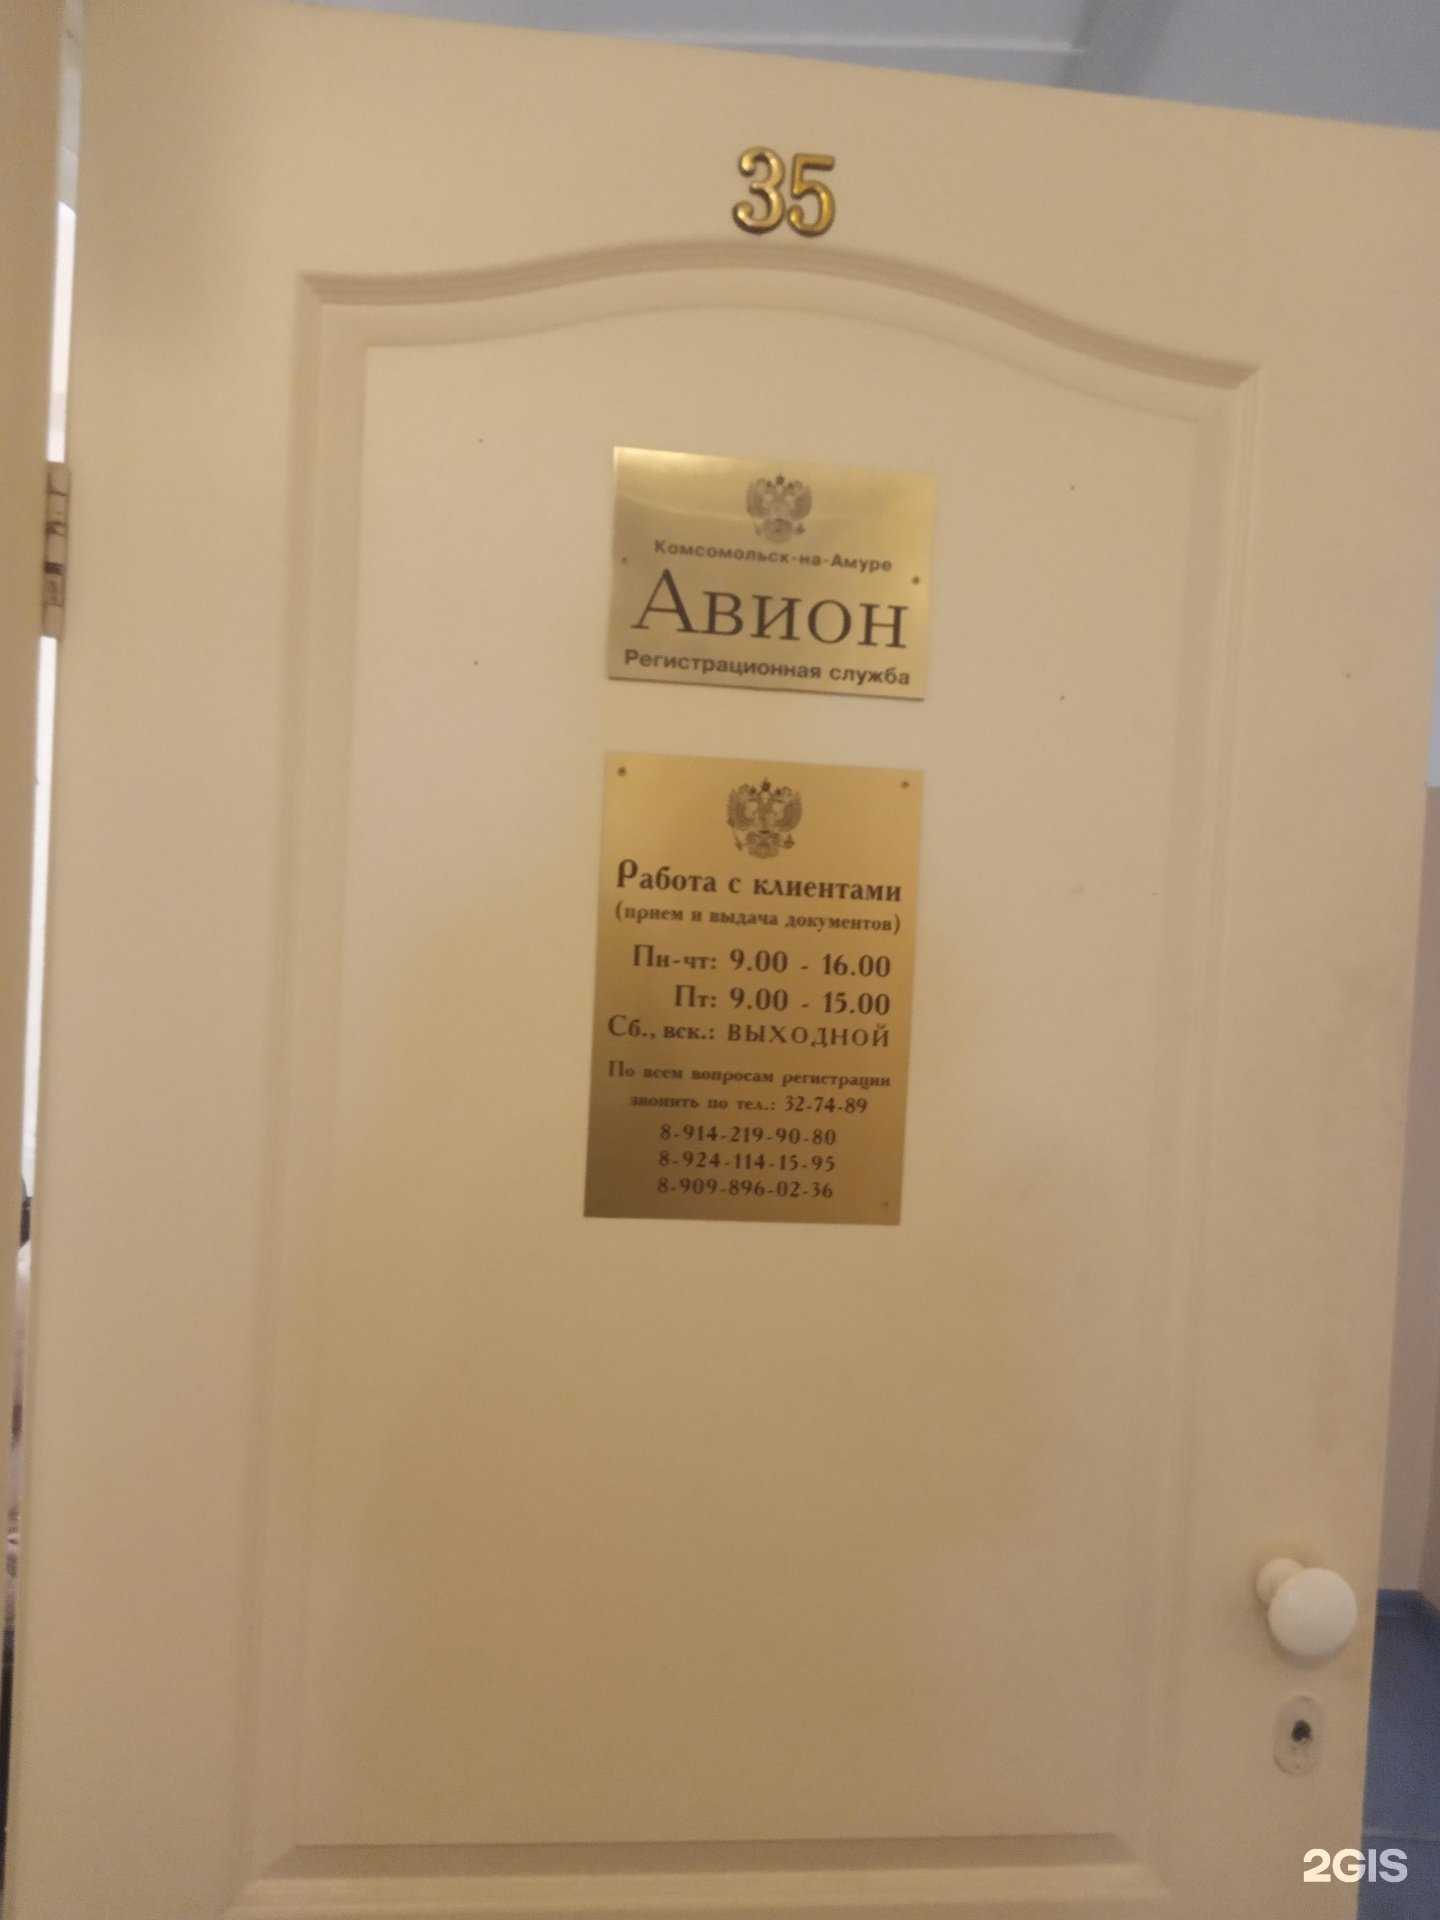 35
Комсомольск-на-Амуре
Авион
Регистрационная служба
Работа с клиентами
(прием и выдача документов)
Пн-чт: 9.00 - 16.00
Пт: 9.00 - 15.00
Сб., вск.: ВЫХОДНОЙ
По всем вопросам регистрации
звонить по тел.: 32-74-89
8-914-219-90-80
8-924-114-15-95
8-909-896-02-36
2GIS